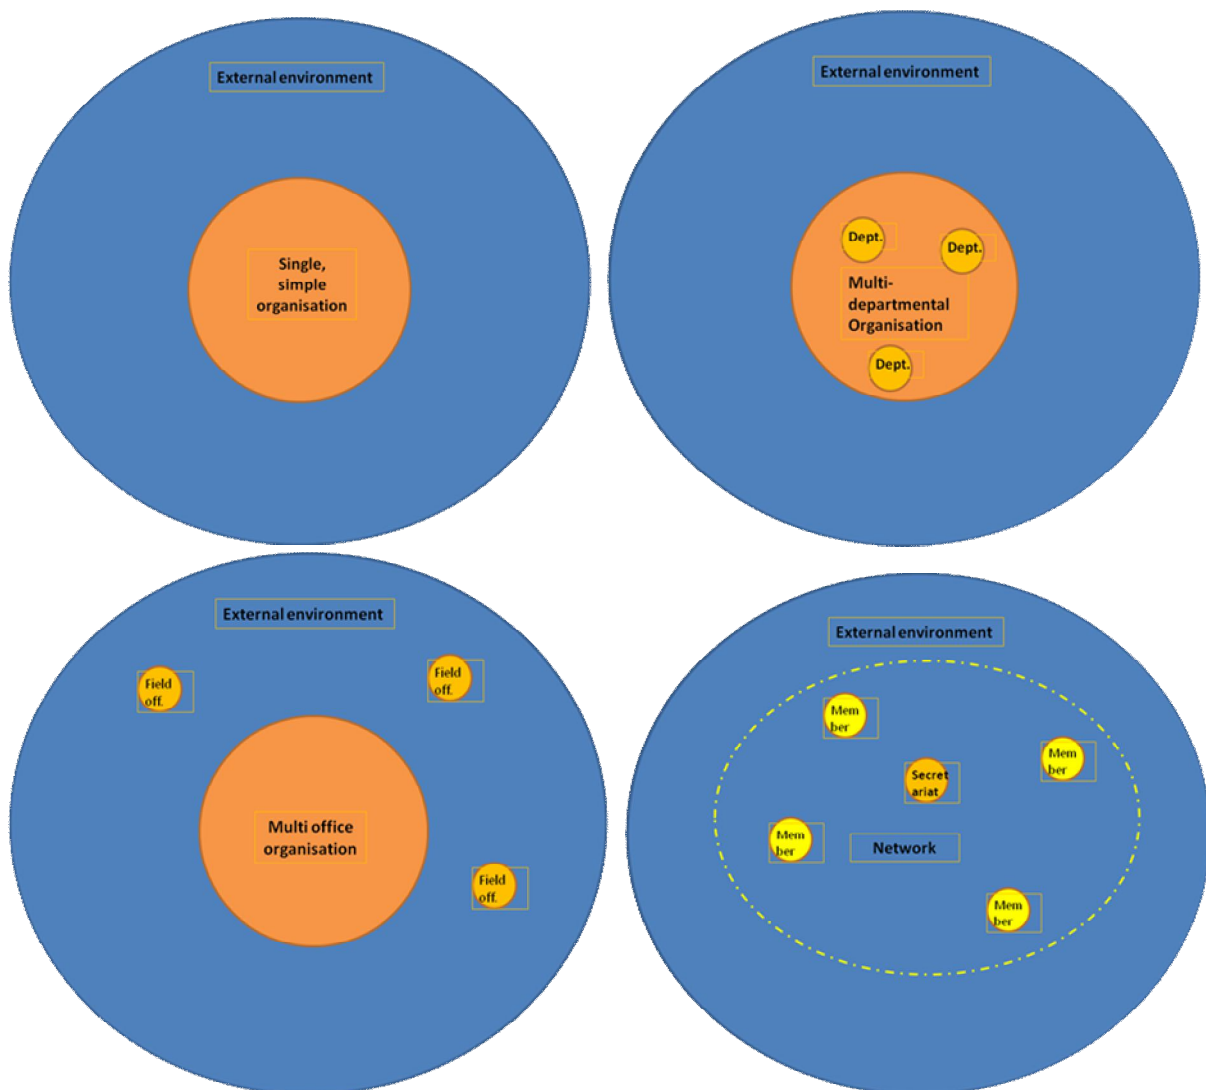 External environment
Single,
simple
organisation
External environment
Dept.
Dept.
Multi-
departmental
Organisation
Dept.
External environment
Field
off.
Field
off.
Multi office
organisation
Field
off.
External environment
Mem
ber
Mem
ber
Secret
ariat
Mem
ber
Network
Mem
ber